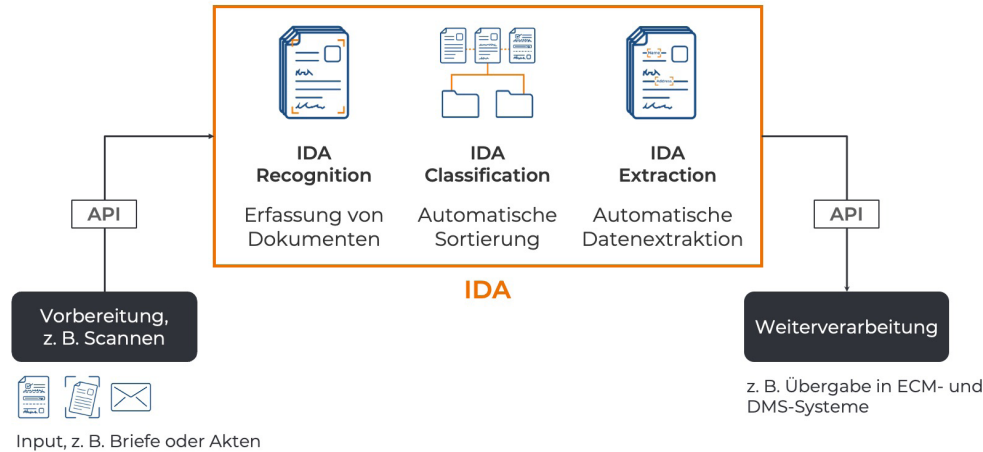 IDA
Recognition
Erfassung von
Dokumenten
IDA
Classification
Automatische
Sortierung
IDA
Extraction
Automatische
Datenextraktion
API
API
IDA
Vorbereitung,
z. B. Scannen
Weiterverarbeitung
z. B. Übergabe in ECM- und
DMS-Systeme
Input, z. B. Briefe oder Akten